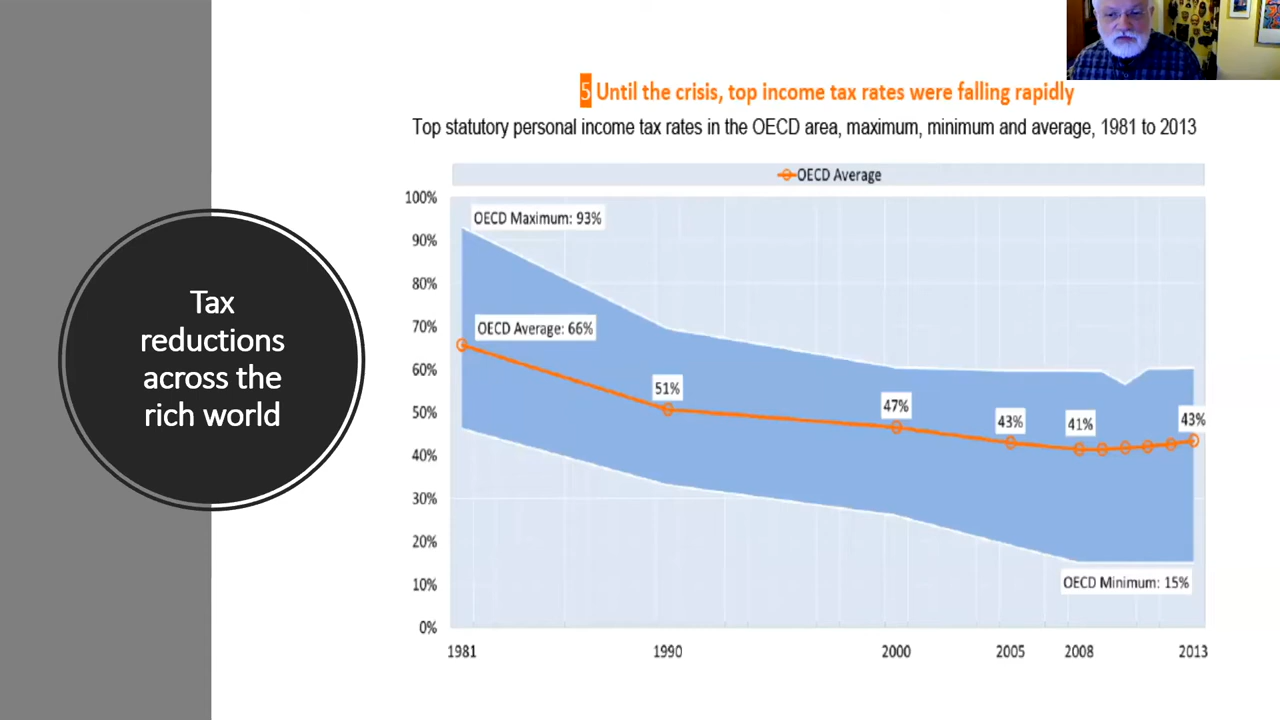 Tax
reductions
across the
rich world
5 Until the crisis, top income tax rates were falling rapidly
Top statutory personal income tax rates in the OECD area, maximum, minimum and average, 1981 to 2013
OECD Average
100%
90%
80%
70%
60%
50%
40%
30%
20%
10%
0%
OECD Maximum: 93%
OECD Average: 66%
51%
47%
43%
41%
43%
OECD Minimum: 15%
1981 1990 2000 2005 2008 2013